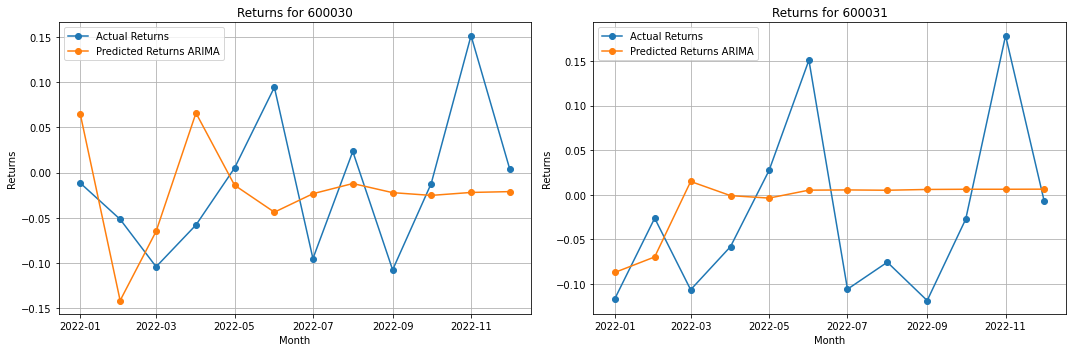 Returns for 600030
Actual Returns
Predicted Returns ARIMA
0.15
0.10
0.05
0.00
−0.05
−0.10
−0.15
Returns
2022-01 2022-03 2022-05 2022-07 2022-09 2022-11
Month
Returns for 600031
Actual Returns
Predicted Returns ARIMA
0.15
0.10
0.05
0.00
−0.05
−0.10
Returns
2022-01 2022-03 2022-05 2022-07 2022-09 2022-11
Month